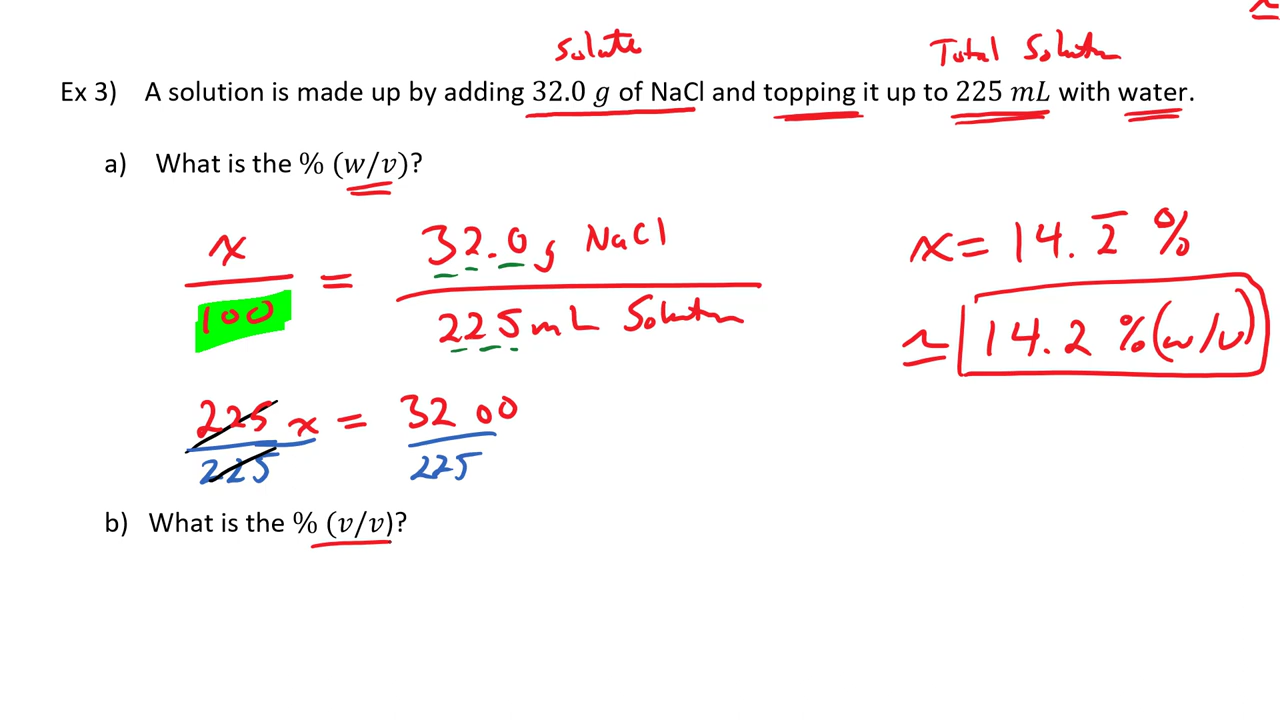 Solute Total Solution
Ex 3) A solution is made up by adding 32.0 g of NaCl and topping it up to 225 mL with water.
a) What is the % (w/v)?
x / 100 = 32.0 g NaCl / 225 mL Solution
x = 14.2̅ %
≈ 14.2 % (w/v)
225 x / 225 = 3200 / 225
b) What is the % (v/v)?